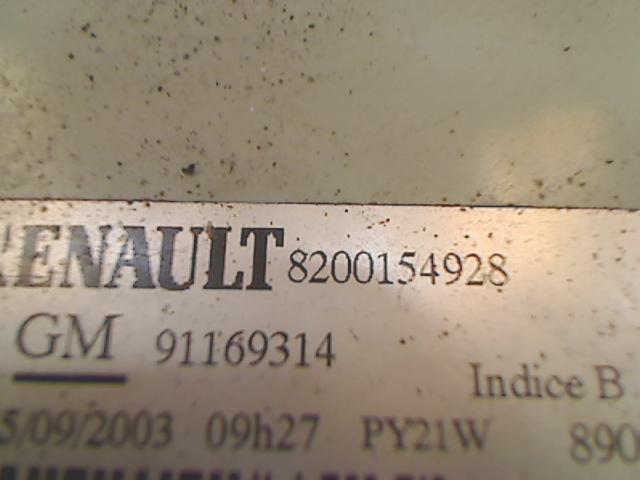 RENAULT 8200154928
GM 91169314
Indice B
5/09/2003 09h27 PY21W 890